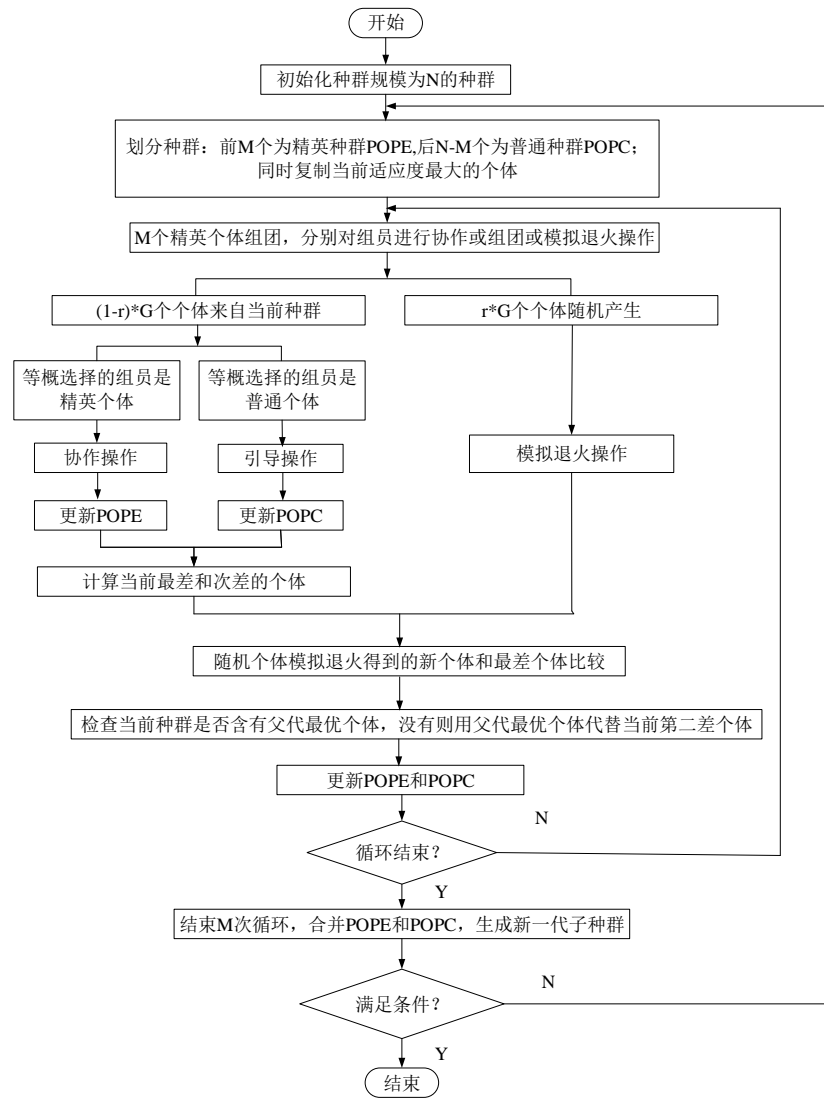 开始
初始化种群规模为N的种群
划分种群：前M个为精英种群POPE,后N-M个为普通种群POPC；
同时复制当前适应度最大的个体
M个精英个体组团，分别对组员进行协作或组团或模拟退火操作
(1-r)*G个个体来自当前种群
r*G个个体随机产生
等概选择的组员是
精英个体
等概选择的组员是
普通个体
协作操作
引导操作
模拟退火操作
更新POPE
更新POPC
计算当前最差和次差的个体
随机个体模拟退火得到的新个体和最差个体比较
检查当前种群是否含有父代最优个体，没有则用父代最优个体代替当前第二差个体
更新POPE和POPC
N
循环结束？
Y
结束M次循环，合并POPE和POPC，生成新一代子种群
N
满足条件？
Y
结束